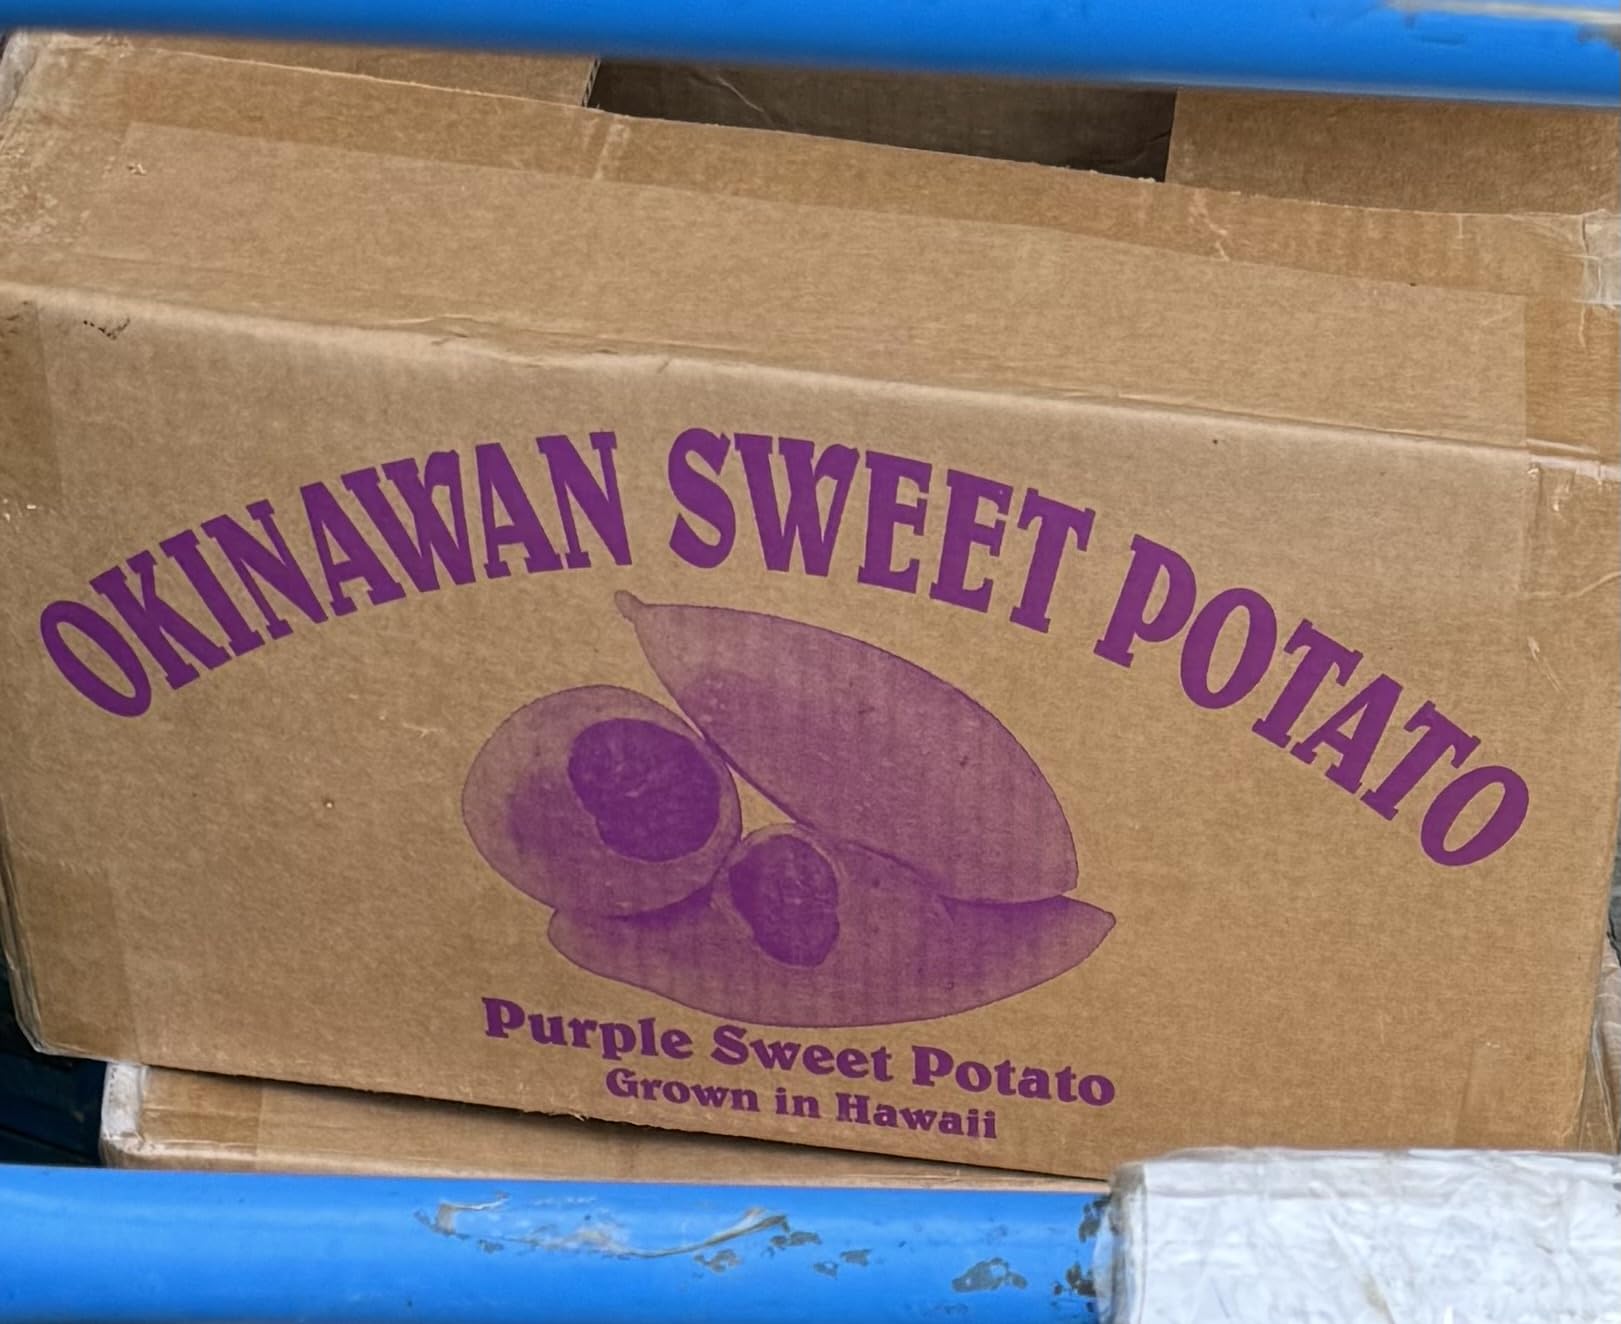 OKINAWAN SWEET POTATO
Purple Sweet Potato
Grown in Hawaii